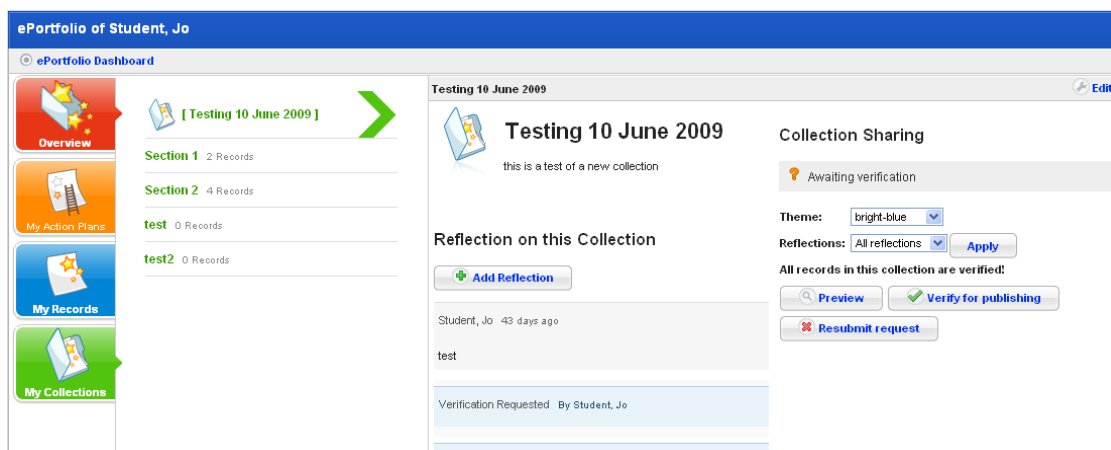 ePortfolio of Student, Jo
ePortfolio Dashboard
Overview
My Action Plans
My Records
My Collections
[ Testing 10 June 2009 ]
Section 1 2 Records
Section 2 4 Records
test 0 Records
test2 0 Records
Testing 10 June 2009
Edit
Testing 10 June 2009
this is a test of a new collection
Reflection on this Collection
Add Reflection
Student, Jo 43 days ago
test
Verification Requested By Student, Jo
Collection Sharing
Awaiting verification
Theme: bright-blue
Reflections: All reflections Apply
All records in this collection are verified!
Preview Verify for publishing
Resubmit request